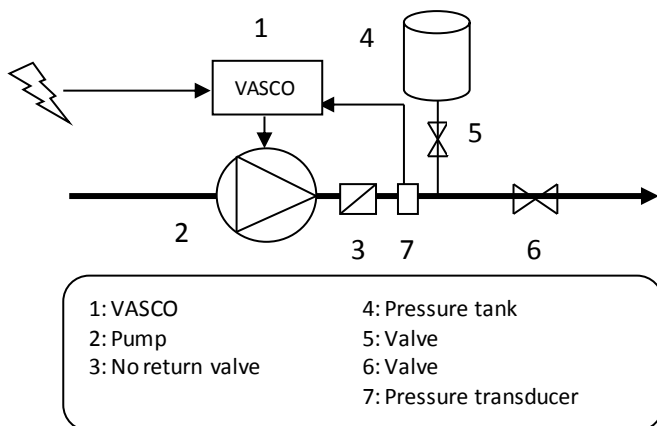 1
4
VASCO
5
2
3
7
6
1: VASCO
2: Pump
3: No return valve
4: Pressure tank
5: Valve
6: Valve
7: Pressure transducer